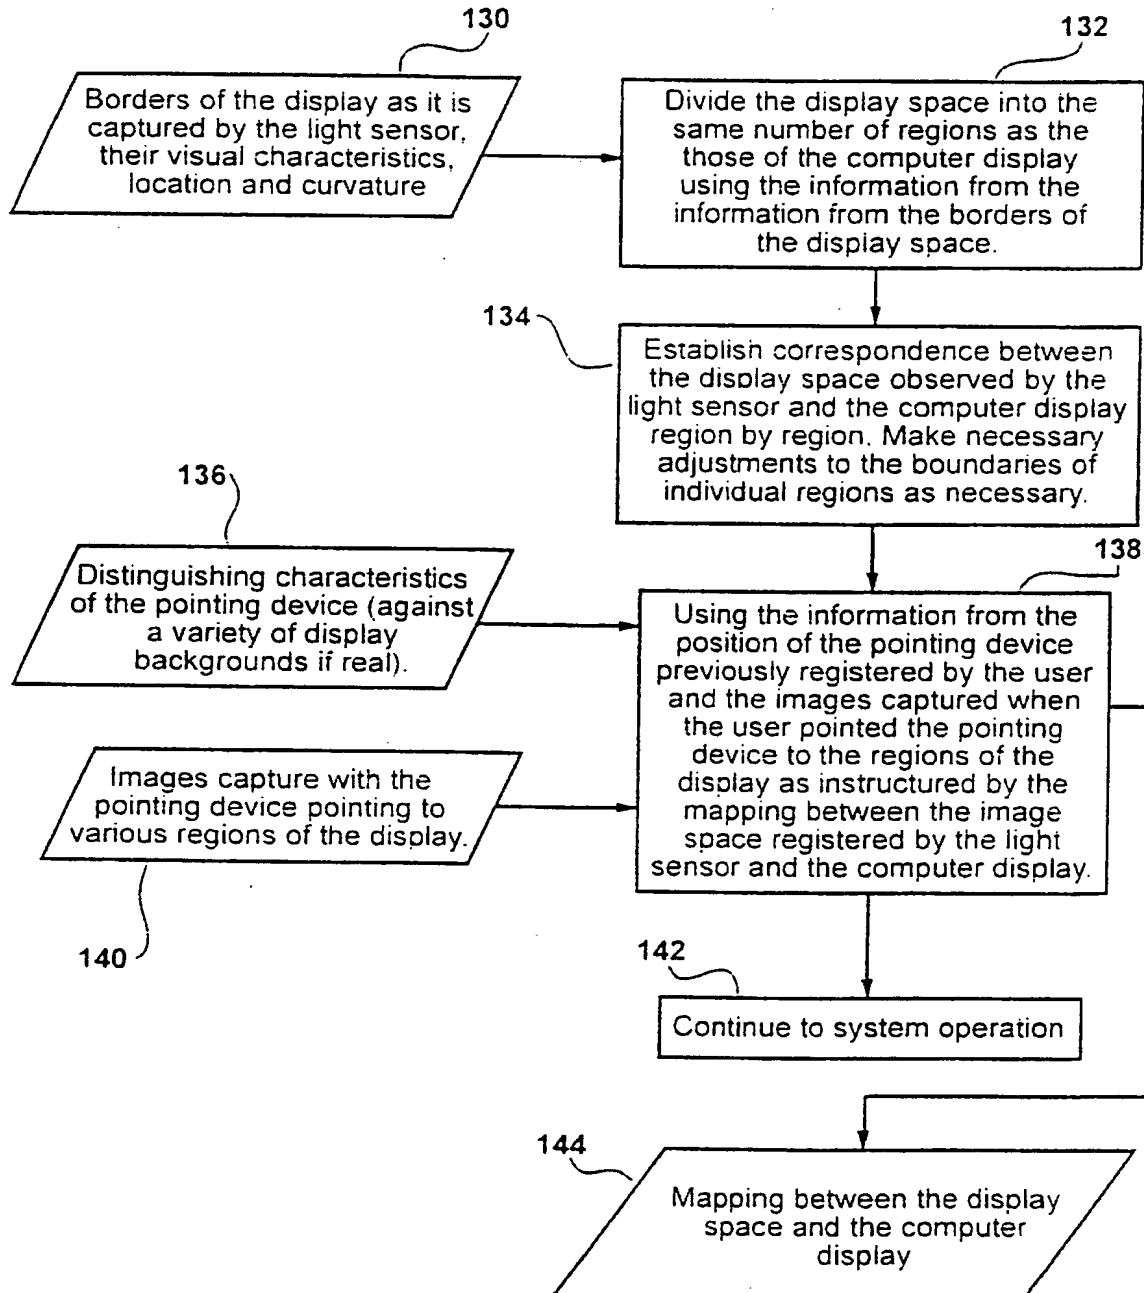 130
Borders of the display as it is
captured by the light sensor,
their visual characteristics,
location and curvature
132
Divide the display space into the
same number of regions as the
those of the computer display
using the information from the
information from the borders of
the display space.
134
Establish correspondence between
the display space observed by the
light sensor and the computer display
region by region. Make necessary
adjustments to the boundaries of
individual regions as necessary.
136
Distinguishing characteristics
of the pointing device (against
a variety of display
backgrounds if real).
138
Using the information from the
position of the pointing device
previously registered by the user
and the images captured when
the user pointed the pointing
device to the regions of the
display as instructured by the
mapping between the image
space registered by the light
sensor and the computer display.
Images capture with the
pointing device pointing to
various regions of the display.
140
142
Continue to system operation
144
Mapping between the display
space and the computer
display